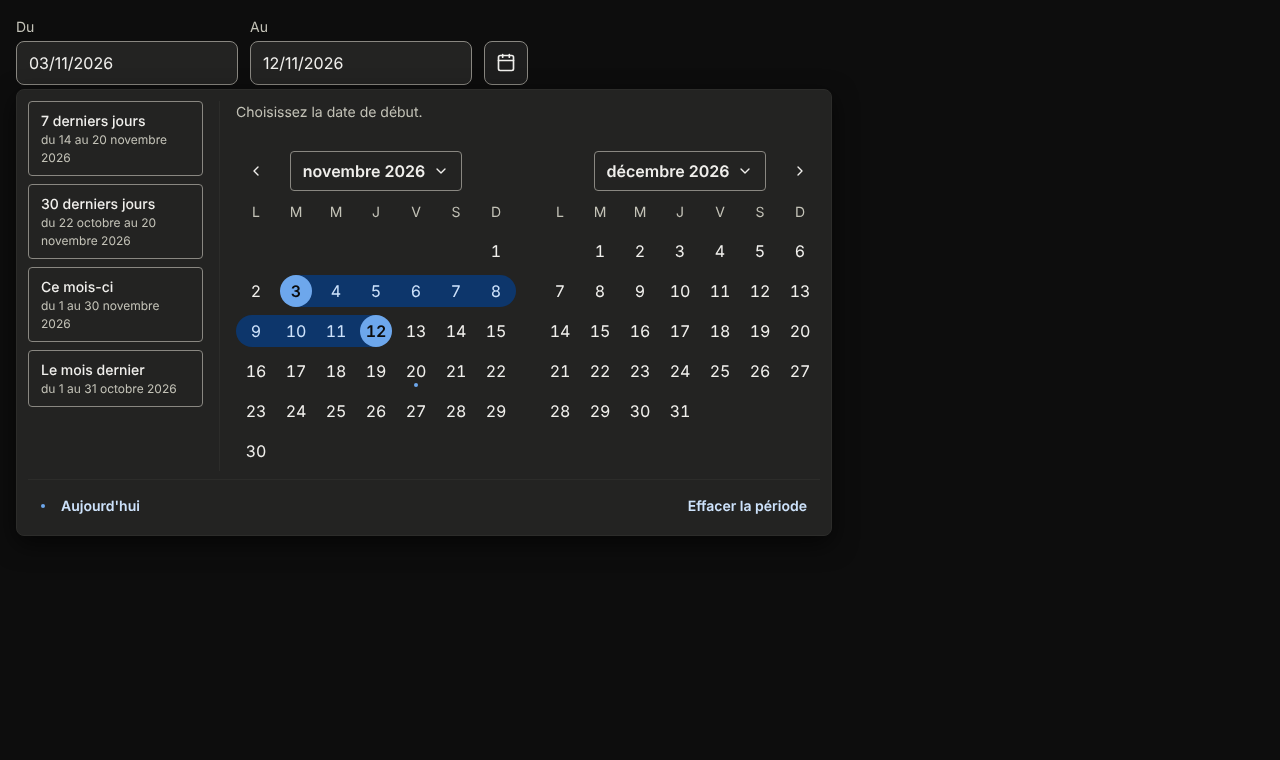 Du
Au
03/11/2026
12/11/2026
7 derniers jours
du 14 au 20 novembre
2026
30 derniers jours
du 22 octobre au 20
novembre 2026
Ce mois-ci
du 1 au 30 novembre
2026
Le mois dernier
du 1 au 31 octobre 2026
Choisissez la date de début.
novembre 2026
L M M J V S D
1
2 3 4 5 6 7 8
9 10 11 12 13 14 15
16 17 18 19 20 21 22
23 24 25 26 27 28 29
30
décembre 2026
L M M J V S D
1 2 3 4 5 6
7 8 9 10 11 12 13
14 15 16 17 18 19 20
21 22 23 24 25 26 27
28 29 30 31
Aujourd'hui
Effacer la période